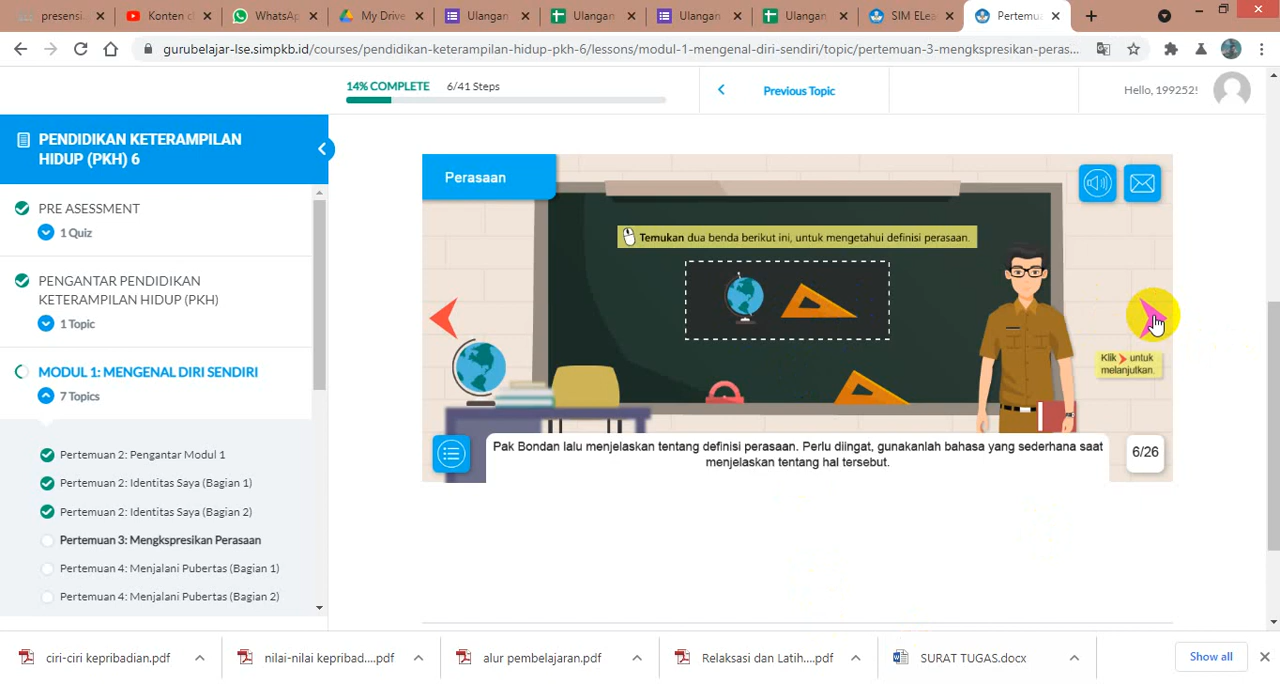 presensi
Konten c
WhatsAp
My Drive
Ulangan
Ulangan
Ulangan
Ulangan
SIM ELea
Pertemu
gurubelajar-lse.simpkb.id/courses/pendidikan-keterampilan-hidup-pkh-6/lessons/modul-1-mengenal-diri-sendiri/topic/pertemuan-3-mengkspresikan-peras...
14% COMPLETE 6/41 Steps
Previous Topic
Hello, 199252!
PENDIDIKAN KETERAMPILAN
HIDUP (PKH) 6
PRE ASESSMENT
1 Quiz
PENGANTAR PENDIDIKAN
KETERAMPILAN HIDUP (PKH)
1 Topic
MODUL 1: MENGENAL DIRI SENDIRI
7 Topics
Pertemuan 2: Pengantar Modul 1
Pertemuan 2: Identitas Saya (Bagian 1)
Pertemuan 2: Identitas Saya (Bagian 2)
Pertemuan 3: Mengkspresikan Perasaan
Pertemuan 4: Menjalani Pubertas (Bagian 1)
Pertemuan 4: Menjalani Pubertas (Bagian 2)
Perasaan
Temukan dua benda berikut ini, untuk mengetahui definisi perasaan.
Klik > untuk
melanjutkan.
Pak Bondan lalu menjelaskan tentang definisi perasaan. Perlu diingat, gunakanlah bahasa yang sederhana saat
menjelaskan tentang hal tersebut.
6/26
ciri-ciri kepribadian.pdf
nilai-nilai kepribad....pdf
alur pembelajaran.pdf
Relaksasi dan Latih....pdf
SURAT TUGAS.docx
Show all